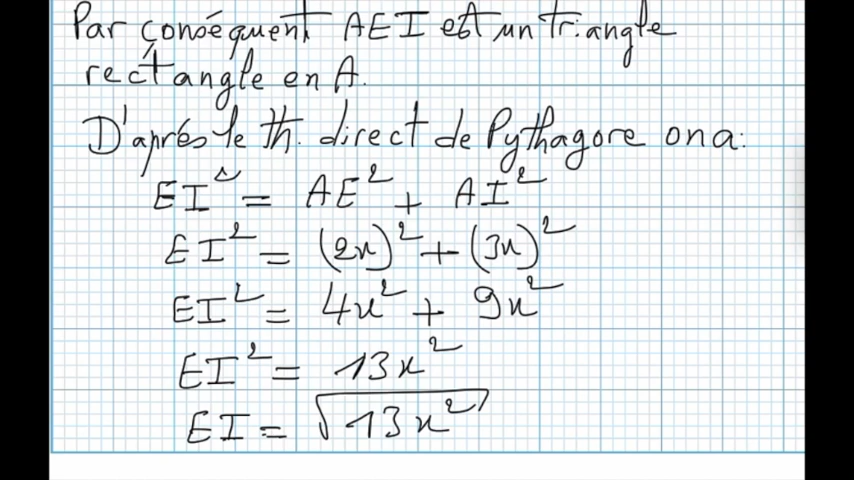 Par conséquent AEI est un triangle
rectangle en A.
D'aprés le th. direct de Pythagore on a:
EI² = AE² + AI²
EI² = (2x)² + (3x)²
EI² = 4x² + 9x²
EI² = 13x²
EI = √13x²